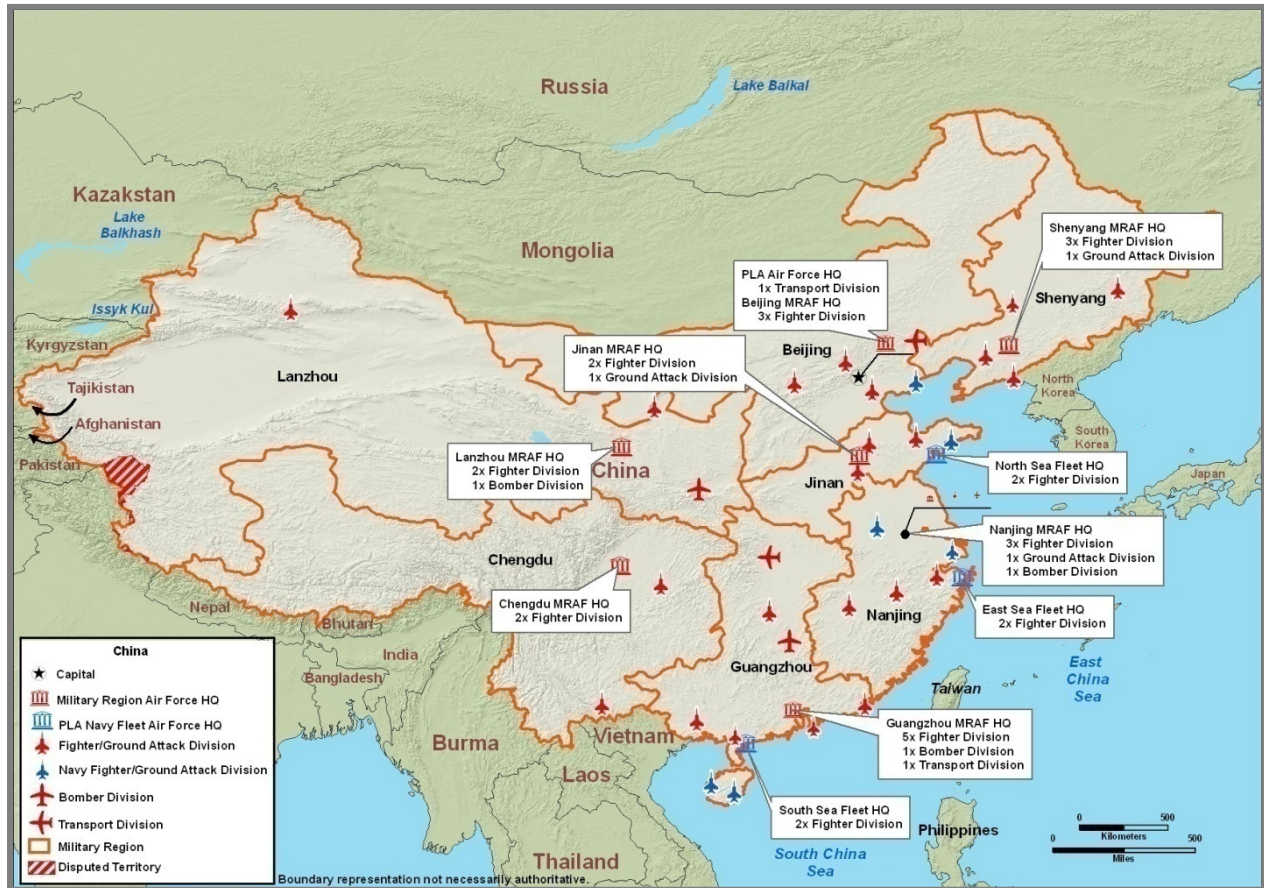 Russia
Lake Baikal
Kazakstan
Lake
Balkhash
Mongolia
Shenyang MRAF HQ
3x Fighter Division
1x Ground Attack Division
PLA Air Force HQ
1x Transport Division
Beijing MRAF HQ
3x Fighter Division
Shenyang
Issyk Kul
Kyrgyzstan
Beijing
Jinan MRAF HQ
2x Fighter Division
1x Ground Attack Division
Lanzhou
Tajikistan
North
Korea
Afghanistan
South
Korea
Pakistan
Lanzhou MRAF HQ
2x Fighter Division
1x Bomber Division
China
Jinan
North Sea Fleet HQ
2x Fighter Division
Japan
Nanjing MRAF HQ
3x Fighter Division
1x Ground Attack Division
1x Bomber Division
Chengdu
Nepal
Chengdu MRAF HQ
2x Fighter Division
Nanjing
East Sea Fleet HQ
2x Fighter Division
Bhutan
India
Bangladesh
Guangzhou
East
China
Sea
Taiwan
Burma
Vietnam
Laos
Guangzhou MRAF HQ
5x Fighter Division
1x Bomber Division
1x Transport Division
South Sea Fleet HQ
2x Fighter Division
Philippines
South China
Sea
Thailand
0 500
Kilometers
0 500
Miles
China
Capital
Military Region Air Force HQ
PLA Navy Fleet Air Force HQ
Fighter/Ground Attack Division
Navy Fighter/Ground Attack Division
Bomber Division
Transport Division
Military Region
Disputed Territory
Boundary representation not necessarily authoritative.